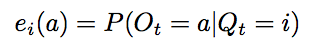 e_i(a) = P(O_t = a|Q_t = i)